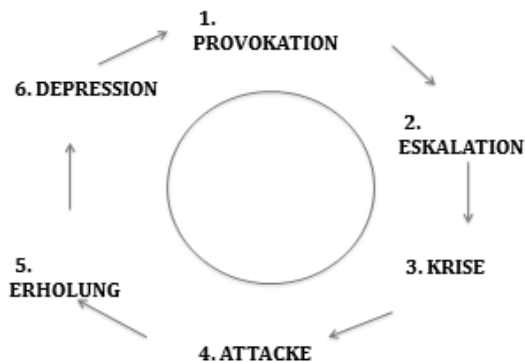 1.
PROVOKATION
2.
ESKALATION
3. KRISE
4. ATTACKE
5.
ERHOLUNG
6. DEPRESSION